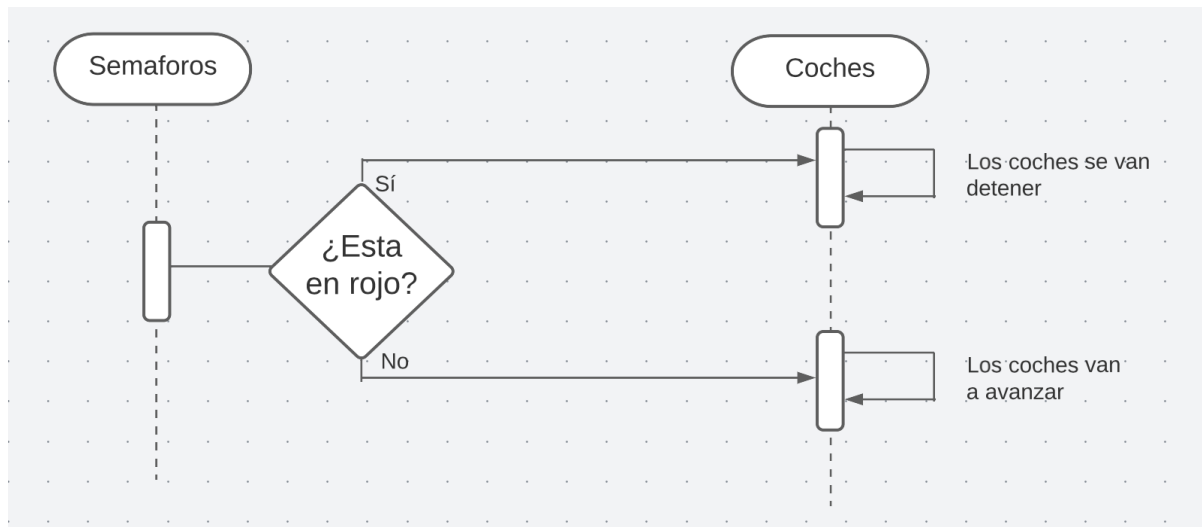 Semaforos
Coches
Sí
Los coches se van
detener
¿Esta
en rojo?
No
Los coches van
a avanzar